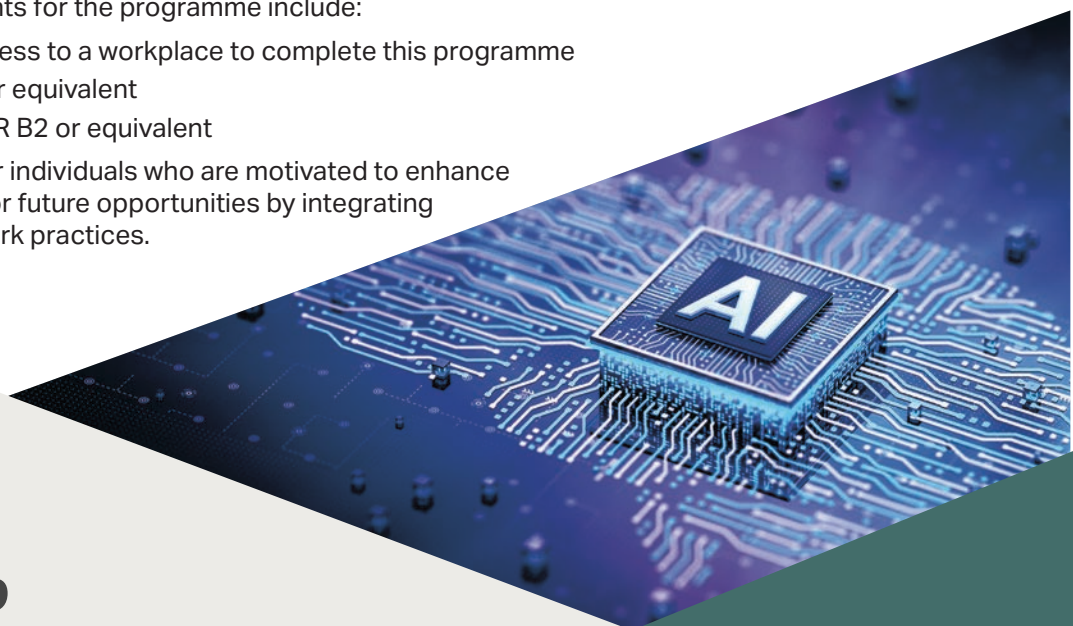 nts for the programme include:
ess to a workplace to complete this programme
r equivalent
R B2 or equivalent
r individuals who are motivated to enhance
or future opportunities by integrating
rk practices.
AI